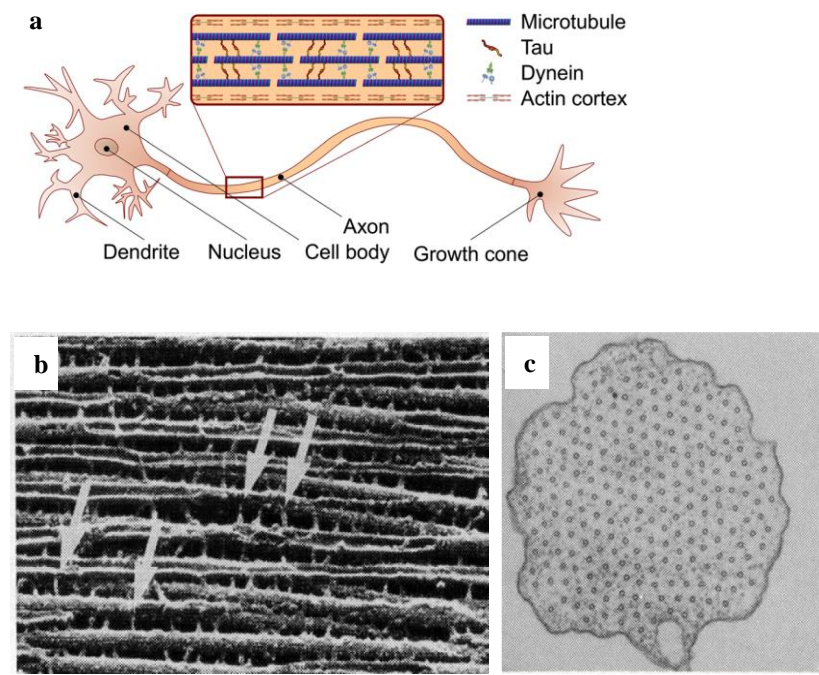 a
Microtubule
Tau
Dynein
Actin cortex
Axon
Dendrite
Nucleus
Cell body
Growth cone
b
c